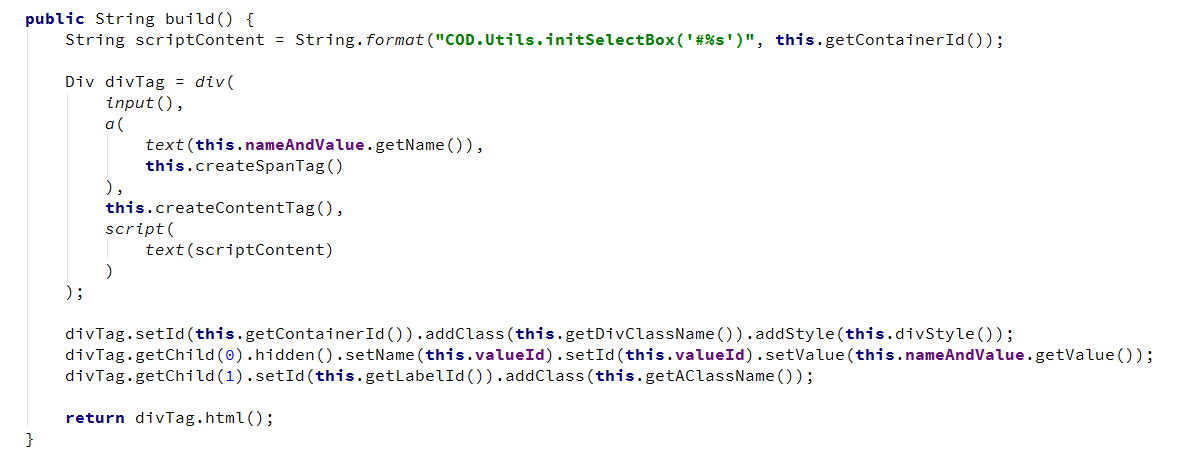 public String build() {
    String scriptContent = String.format("COD.Utils.initSelectBox('#%s')", this.getContainerId());

    Div divTag = div(
        input(),
        a(
            text(this.nameAndValue.getName()),
            this.createSpanTag()
        ),
        this.createContentTag(),
        script(
            text(scriptContent)
        )
    );

    divTag.setId(this.getContainerId()).addClass(this.getDivClassName()).addStyle(this.divStyle());
    divTag.getChild(0).hidden().setName(this.valueId).setId(this.valueId).setValue(this.nameAndValue.getValue());
    divTag.getChild(1).setId(this.getLabelId()).addClass(this.getAClassName());

    return divTag.html();
}